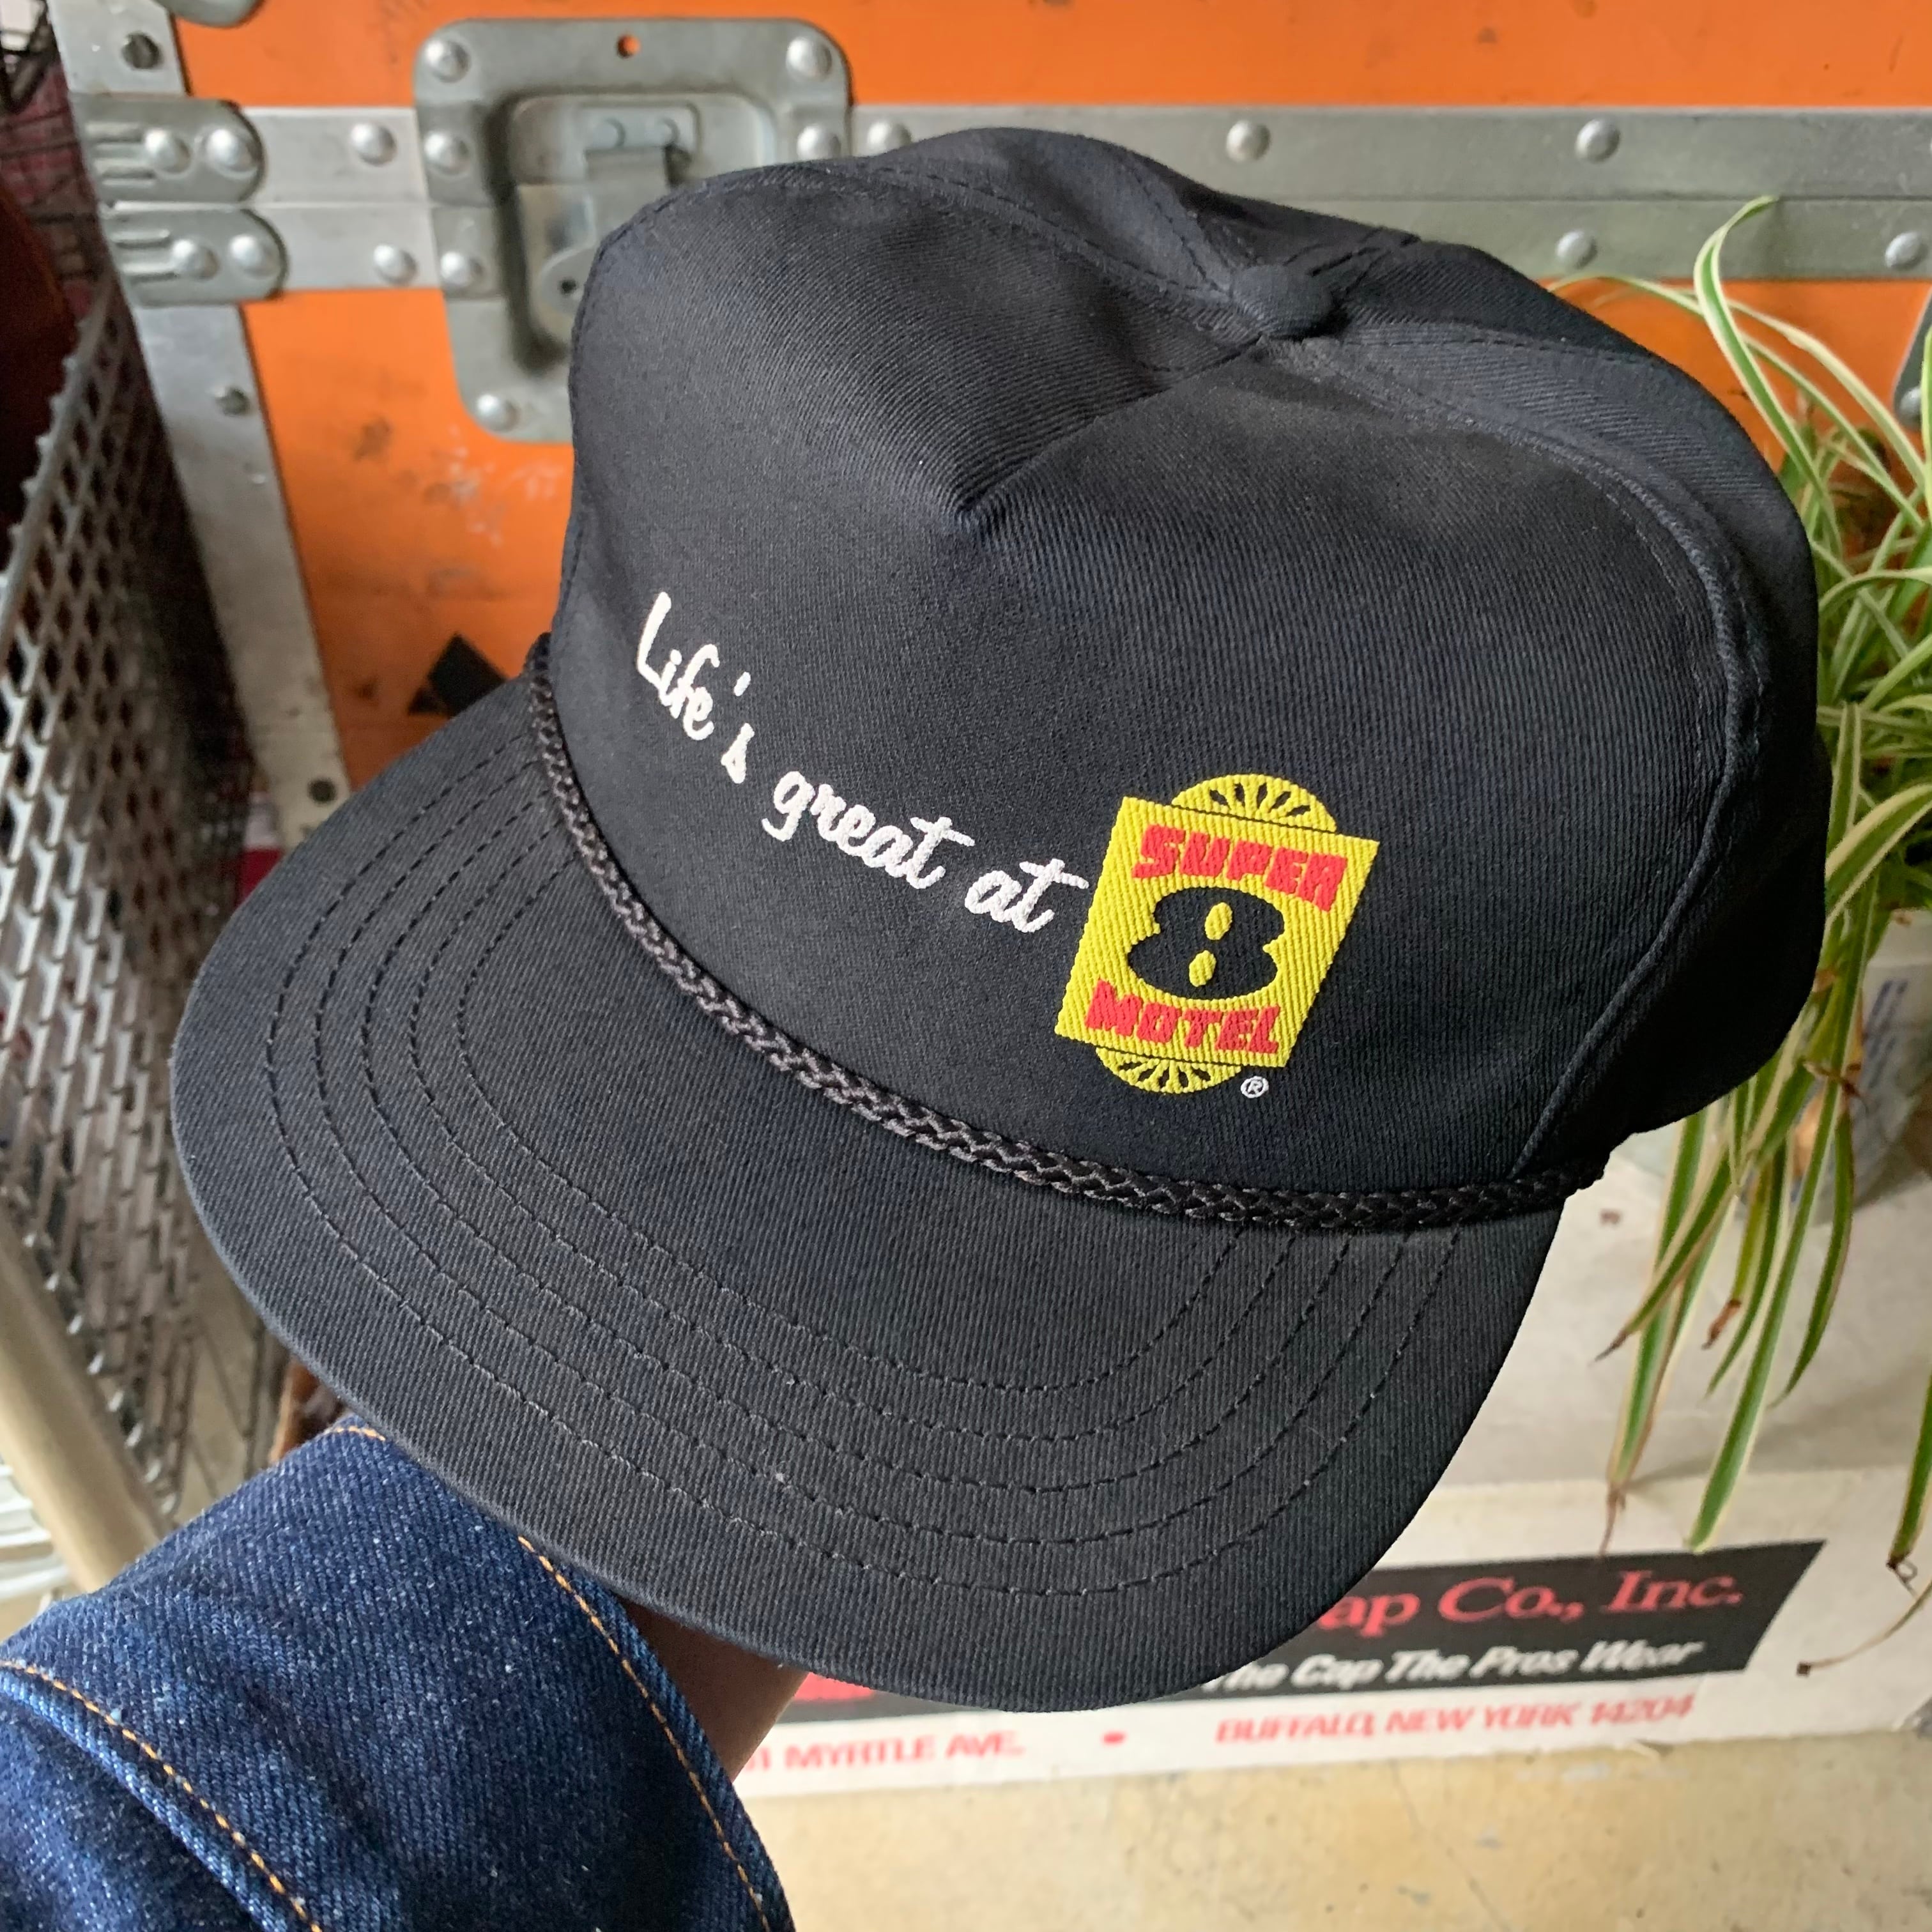 Life's great at
SUPER
8
MOTEL
®
ap Co., Inc.
The Cap The Pros Wear
MYRTLE AVE. • BUFFALO, NEW YORK 14204